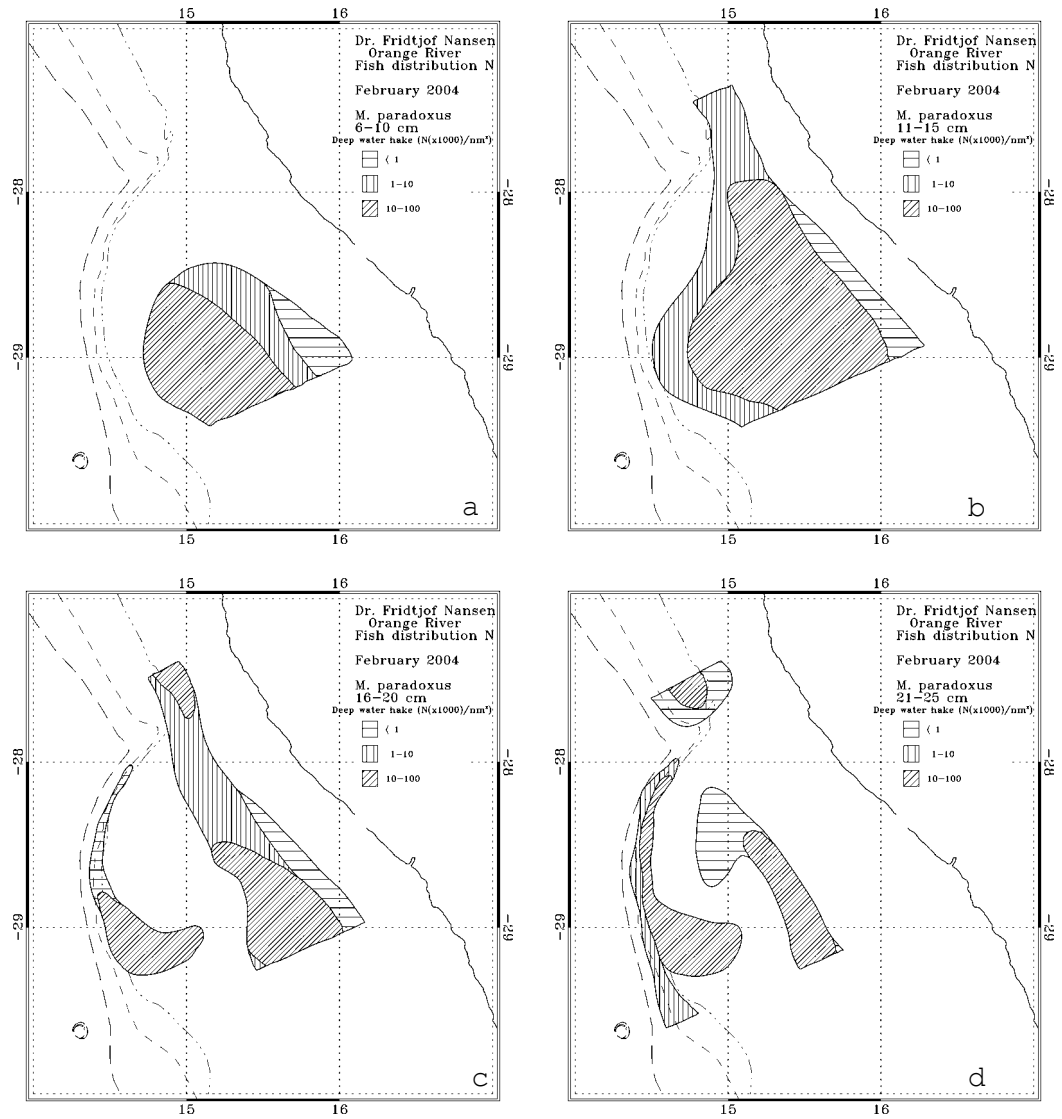 15 16
Dr. Fridtjof Nansen
Orange River
Fish distribution N
February 2004
M. paradoxus
6-10 cm
Deep water hake (N(x1000)/nm²)
⟨ 1
1-10
10-100
-28 -28
-29 -29
a
15 16
15 16
Dr. Fridtjof Nansen
Orange River
Fish distribution N
February 2004
M. paradoxus
11-15 cm
Deep water hake (N(x1000)/nm²)
⟨ 1
1-10
10-100
-28 -28
-29 -29
b
15 16
15 16
Dr. Fridtjof Nansen
Orange River
Fish distribution N
February 2004
M. paradoxus
16-20 cm
Deep water hake (N(x1000)/nm²)
⟨ 1
1-10
10-100
-28 -28
-29 -29
c
15 16
15 16
Dr. Fridtjof Nansen
Orange River
Fish distribution N
February 2004
M. paradoxus
21-25 cm
Deep water hake (N(x1000)/nm²)
⟨ 1
1-10
10-100
-28 -28
-29 -29
d
15 16